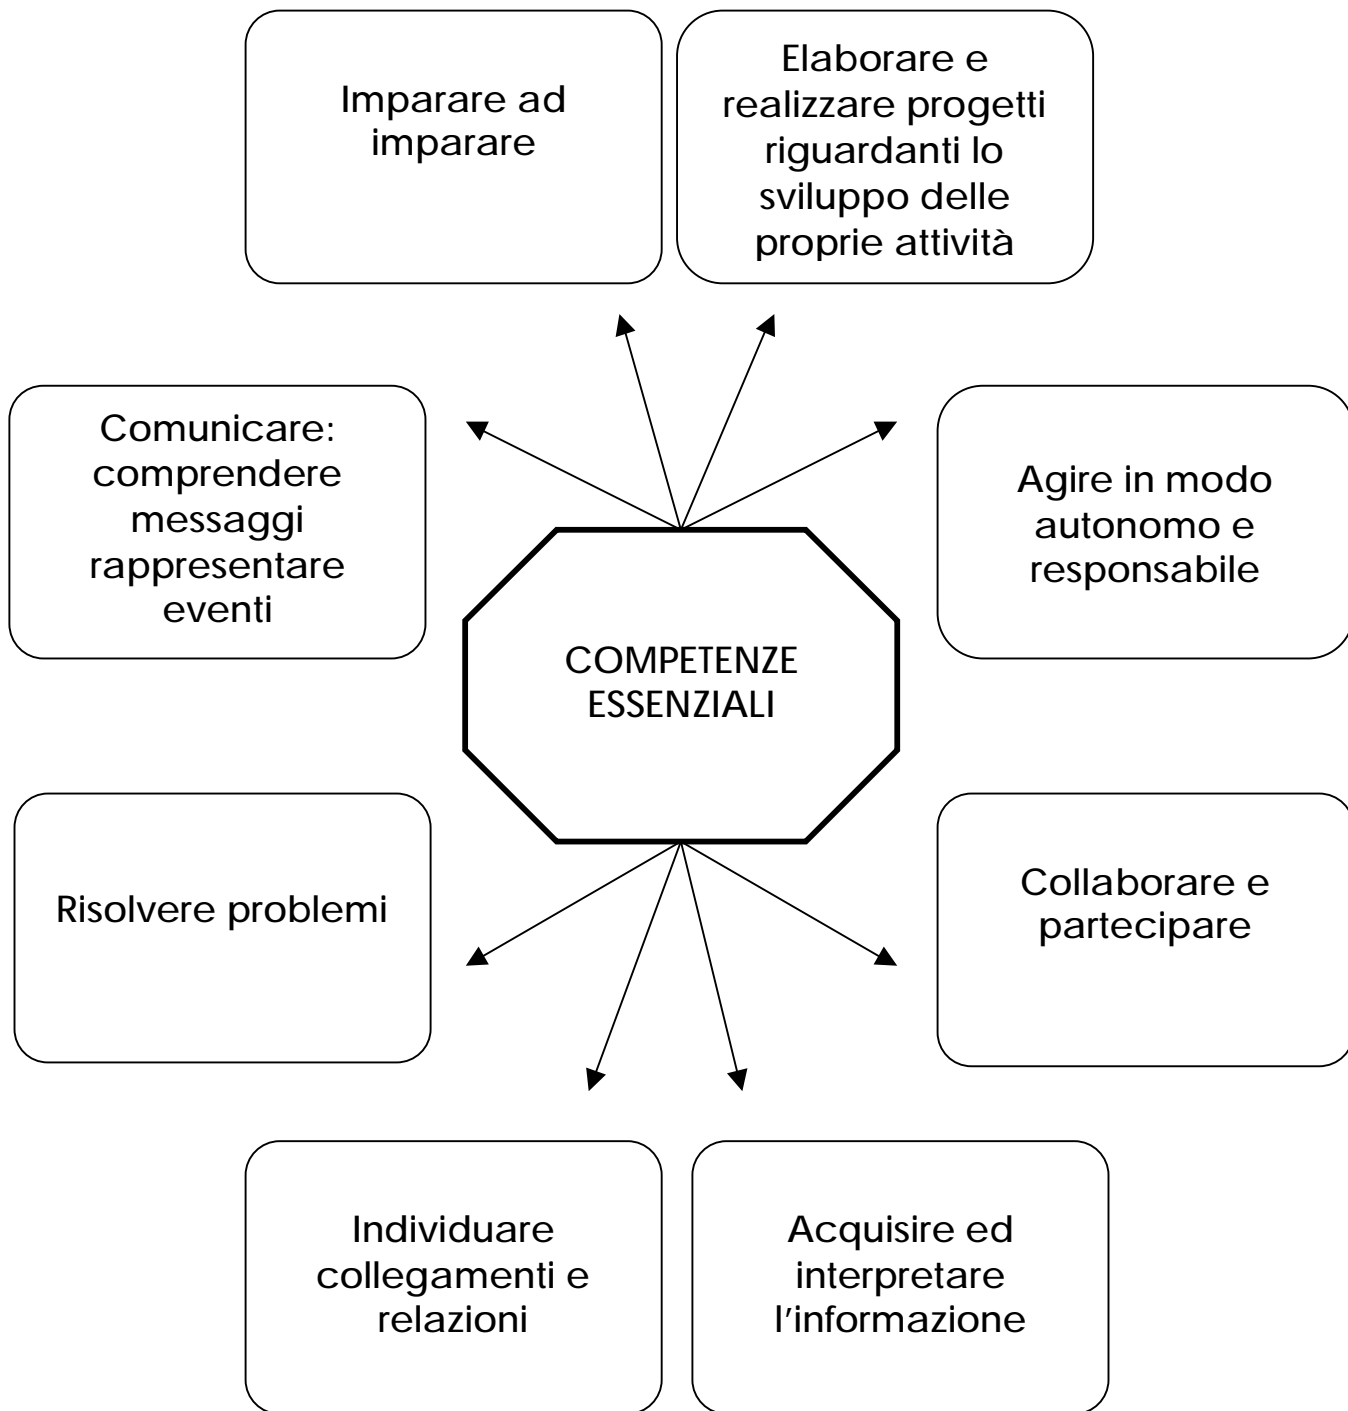 Imparare ad
imparare
Elaborare e
realizzare progetti
riguardanti lo
sviluppo delle
proprie attività
Comunicare:
comprendere
messaggi
rappresentare
eventi
Agire in modo
autonomo e
responsabile
COMPETENZE
ESSENZIALI
Risolvere problemi
Collaborare e
partecipare
Individuare
collegamenti e
relazioni
Acquisire ed
interpretare
l’informazione